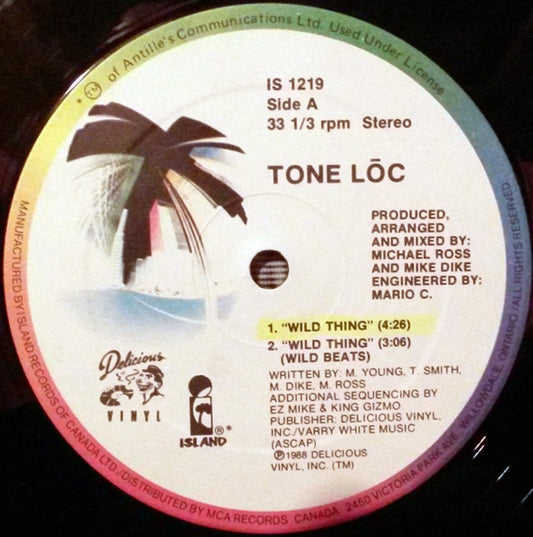 * ™ of Antille's Communications Ltd. Used Under License
IS 1219
Side A
33 1/3 rpm Stereo
TONE LŌC
PRODUCED,
ARRANGED
AND MIXED BY:
MICHAEL ROSS
AND MIKE DIKE
ENGINEERED BY:
MARIO C.
1. “WILD THING” (4:26)
2. “WILD THING” (3:06)
(WILD BEATS)
WRITTEN BY: M. YOUNG, T. SMITH,
M. DIKE, M. ROSS
ADDITIONAL SEQUENCING BY
EZ MIKE & KING GIZMO
PUBLISHER: DELICIOUS VINYL,
INC./VARRY WHITE MUSIC
(ASCAP)
Ⓟ1988 DELICIOUS
VINYL, INC. (TM)
Delicious
VINYL
ISLAND ®*
MANUFACTURED BY ISLAND RECORDS OF CANADA LTD./DISTRIBUTED BY MCA RECORDS CANADA, 2450 VICTORIA PARK AVE, WILLOWDALE, ONTARIO/ALL RIGHTS RESERVED